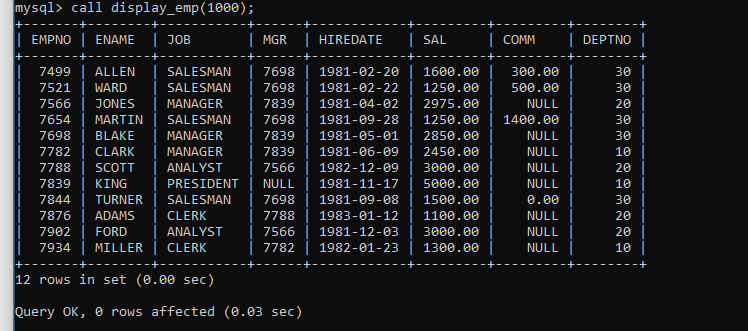 mysql> call display_emp(1000);
+-------+--------+-----------+------+------------+---------+---------+--------+
| EMPNO | ENAME  | JOB       | MGR  | HIREDATE   | SAL     | COMM    | DEPTNO |
+-------+--------+-----------+------+------------+---------+---------+--------+
|  7499 | ALLEN  | SALESMAN  | 7698 | 1981-02-20 | 1600.00 |  300.00 |     30 |
|  7521 | WARD   | SALESMAN  | 7698 | 1981-02-22 | 1250.00 |  500.00 |     30 |
|  7566 | JONES  | MANAGER   | 7839 | 1981-04-02 | 2975.00 |    NULL |     20 |
|  7654 | MARTIN | SALESMAN  | 7698 | 1981-09-28 | 1250.00 | 1400.00 |     30 |
|  7698 | BLAKE  | MANAGER   | 7839 | 1981-05-01 | 2850.00 |    NULL |     30 |
|  7782 | CLARK  | MANAGER   | 7839 | 1981-06-09 | 2450.00 |    NULL |     10 |
|  7788 | SCOTT  | ANALYST   | 7566 | 1982-12-09 | 3000.00 |    NULL |     20 |
|  7839 | KING   | PRESIDENT | NULL | 1981-11-17 | 5000.00 |    NULL |     10 |
|  7844 | TURNER | SALESMAN  | 7698 | 1981-09-08 | 1500.00 |    0.00 |     30 |
|  7876 | ADAMS  | CLERK     | 7788 | 1983-01-12 | 1100.00 |    NULL |     20 |
|  7902 | FORD   | ANALYST   | 7566 | 1981-12-03 | 3000.00 |    NULL |     20 |
|  7934 | MILLER | CLERK     | 7782 | 1982-01-23 | 1300.00 |    NULL |     10 |
+-------+--------+-----------+------+------------+---------+---------+--------+
12 rows in set (0.00 sec)
Query OK, 0 rows affected (0.03 sec)